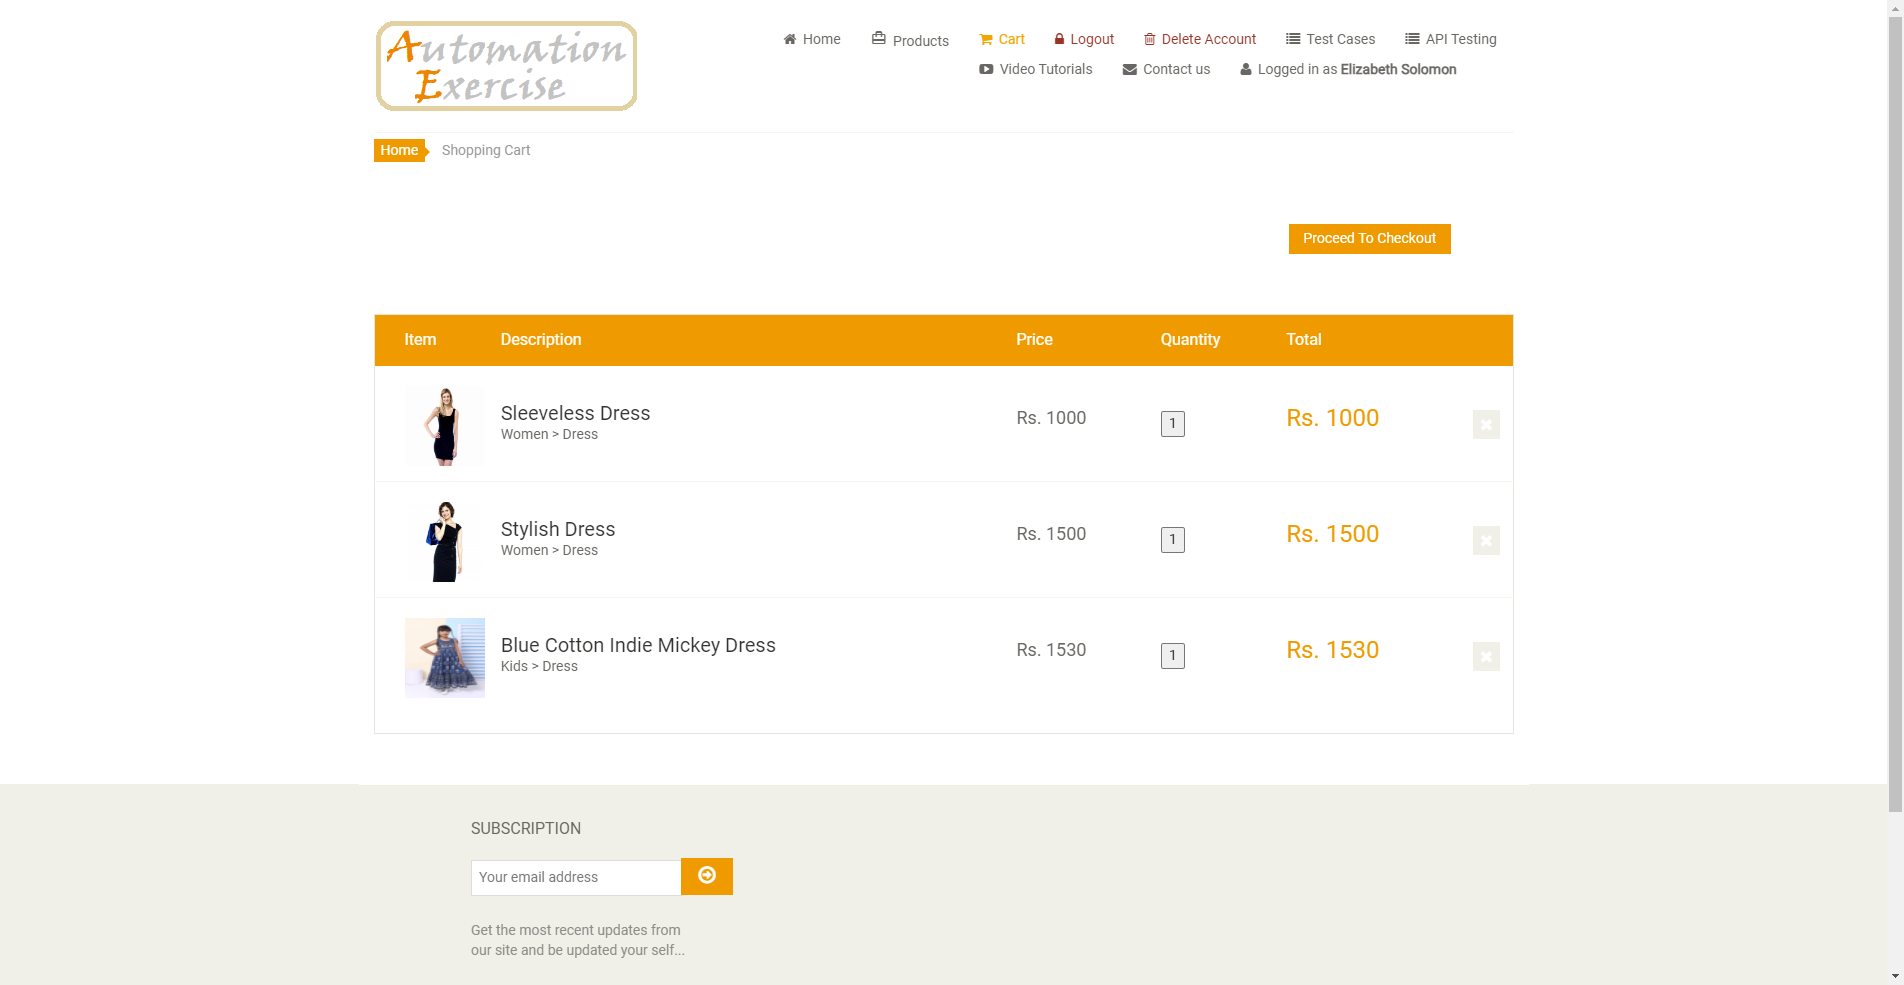 Automation
Exercise
Home
Products
Cart
Logout
Delete Account
Test Cases
API Testing
Video Tutorials
Contact us
Logged in as Elizabeth Solomon
Home
Shopping Cart
Proceed To Checkout
Item Description Price Quantity Total
Sleeveless Dress
Women > Dress
Rs. 1000
1
Rs. 1000
Stylish Dress
Women > Dress
Rs. 1500
1
Rs. 1500
Blue Cotton Indie Mickey Dress
Kids > Dress
Rs. 1530
1
Rs. 1530
SUBSCRIPTION
Your email address
Get the most recent updates from
our site and be updated your self...